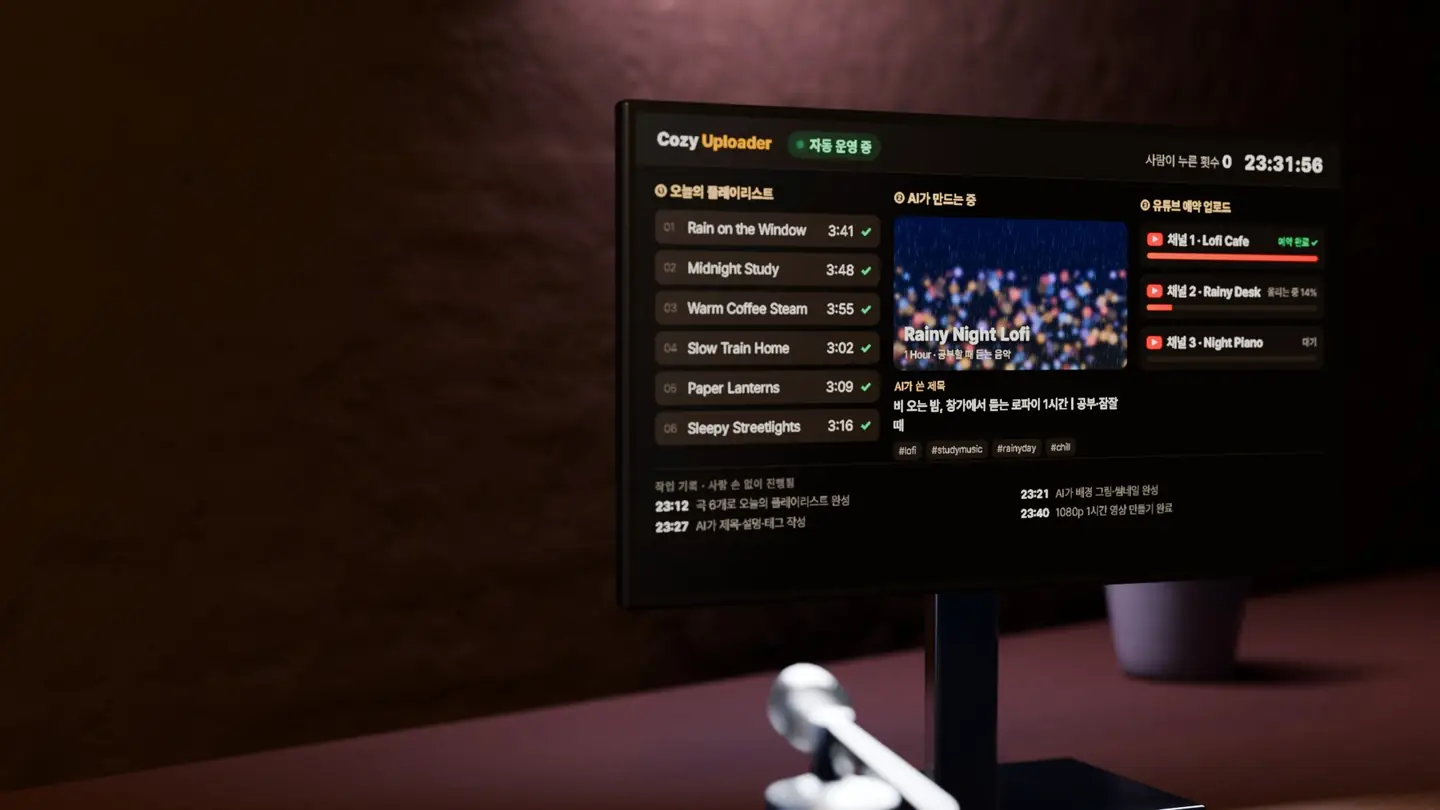 Cozy Uploader
자동 운영 중
사람이 누른 횟수 0 23:31:56
① 오늘의 플레이리스트
01 Rain on the Window 3:41 ✓
02 Midnight Study 3:48 ✓
03 Warm Coffee Steam 3:55 ✓
04 Slow Train Home 3:02 ✓
05 Paper Lanterns 3:09 ✓
06 Sleepy Streetlights 3:16 ✓
② AI가 만드는 중
Rainy Night Lofi
1 Hour · 공부할 때 듣는 음악
AI가 쓴 제목
비 오는 밤, 창가에서 듣는 로파이 1시간 | 공부·잠잘
때
#lofi #studymusic #rainyday #chill
③ 유튜브 예약 업로드
채널 1 · Lofi Cafe 예약 완료 ✓
채널 2 · Rainy Desk 올리는 중 14%
채널 3 · Night Piano 대기
작업 기록 · 사람 손 없이 진행됨
23:12 곡 6개로 오늘의 플레이리스트 완성
23:27 AI가 제목·설명·태그 작성
23:21 AI가 배경 그림·썸네일 완성
23:40 1080p 1시간 영상 만들기 완료